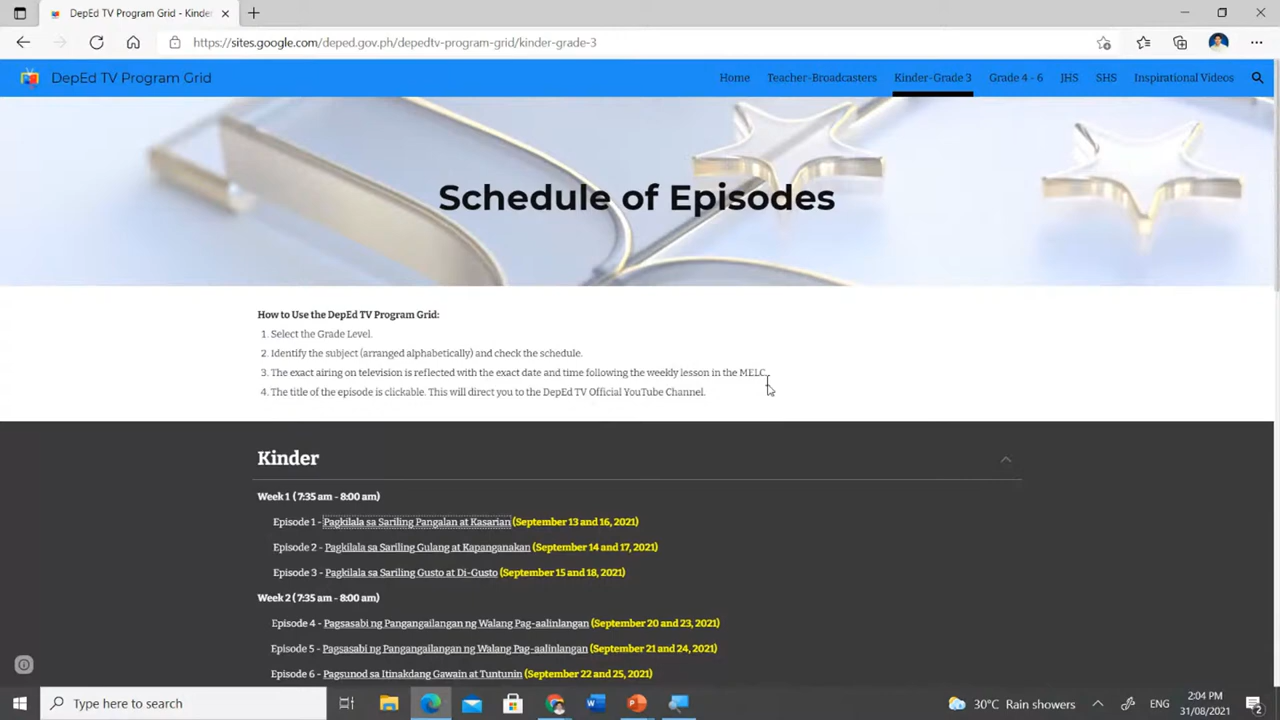 DepEd TV Program Grid - Kinder
https://sites.google.com/deped.gov.ph/depedtv-program-grid/kinder-grade-3
DepEd TV Program Grid
Home Teacher-Broadcasters Kinder-Grade 3 Grade 4 - 6 JHS SHS Inspirational Videos
Schedule of Episodes
How to Use the DepEd TV Program Grid:
1. Select the Grade Level.
2. Identify the subject (arranged alphabetically) and check the schedule.
3. The exact airing on television is reflected with the exact date and time following the weekly lesson in the MELC.
4. The title of the episode is clickable. This will direct you to the DepEd TV Official YouTube Channel.
Kinder
Week 1 ( 7:35 am - 8:00 am)
Episode 1 - Pagkilala sa Sariling Pangalan at Kasarian (September 13 and 16, 2021)
Episode 2 - Pagkilala sa Sariling Gulang at Kapanganakan (September 14 and 17, 2021)
Episode 3 - Pagkilala sa Sariling Gusto at Di-Gusto (September 15 and 18, 2021)
Week 2 (7:35 am - 8:00 am)
Episode 4 - Pagsasabi ng Pangangailangan ng Walang Pag-aalinlangan (September 20 and 23, 2021)
Episode 5 - Pagsasabi ng Pangangailangan ng Walang Pag-aalinlangan (September 21 and 24, 2021)
Episode 6 - Pagsunod sa Itinakdang Gawain at Tuntunin (September 22 and 25, 2021)
Type here to search
30°C Rain showers
ENG
2:04 PM
31/08/2021
2